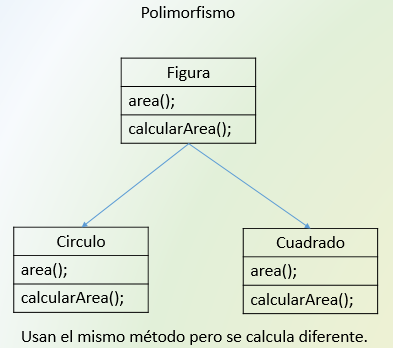 Polimorfismo
Figura
area();
calcularArea();
Circulo
area();
calcularArea();
Cuadrado
area();
calcularArea();
Usan el mismo método pero se calcula diferente.